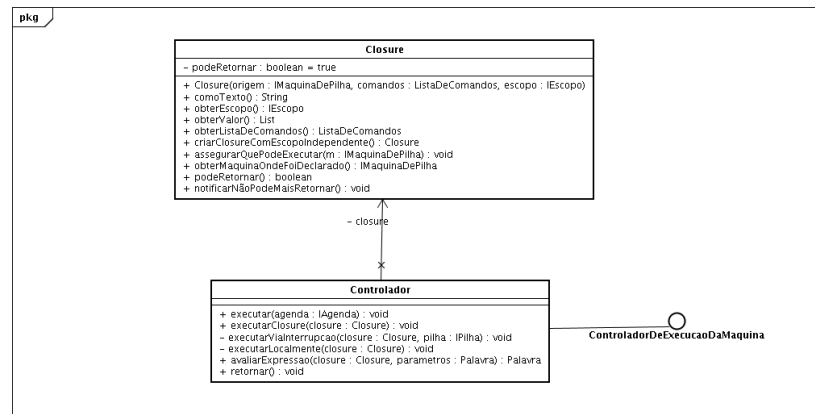 pkg
Closure
- podeRetornar : boolean = true
+ Closure(origem : IMaquinaDePilha, comandos : ListaDeComandos, escopo : IEscopo)
+ comoTexto() : String
+ obterEscopo() : IEscopo
+ obterValor() : List
+ obterListaDeComandos() : ListaDeComandos
+ criarClosureComEscopoIndependente() : Closure
+ assegurarQuePodeExecutar(m : IMaquinaDePilha) : void
+ obterMaquinaOndeFoiDeclarado() : IMaquinaDePilha
+ podeRetornar() : boolean
+ notificarNãoPodeMaisRetornar() : void
- closure
Controlador
+ executar(agenda : IAgenda) : void
+ executarClosure(closure : Closure) : void
- executarViaInterrupcao(closure : Closure, pilha : IPilha) : void
- executarLocalmente(closure : Closure) : void
+ avaliarExpressao(closure : Closure, parametros : Palavra) : Palavra
+ retornar() : void
ControladorDeExecucaoDaMaquina